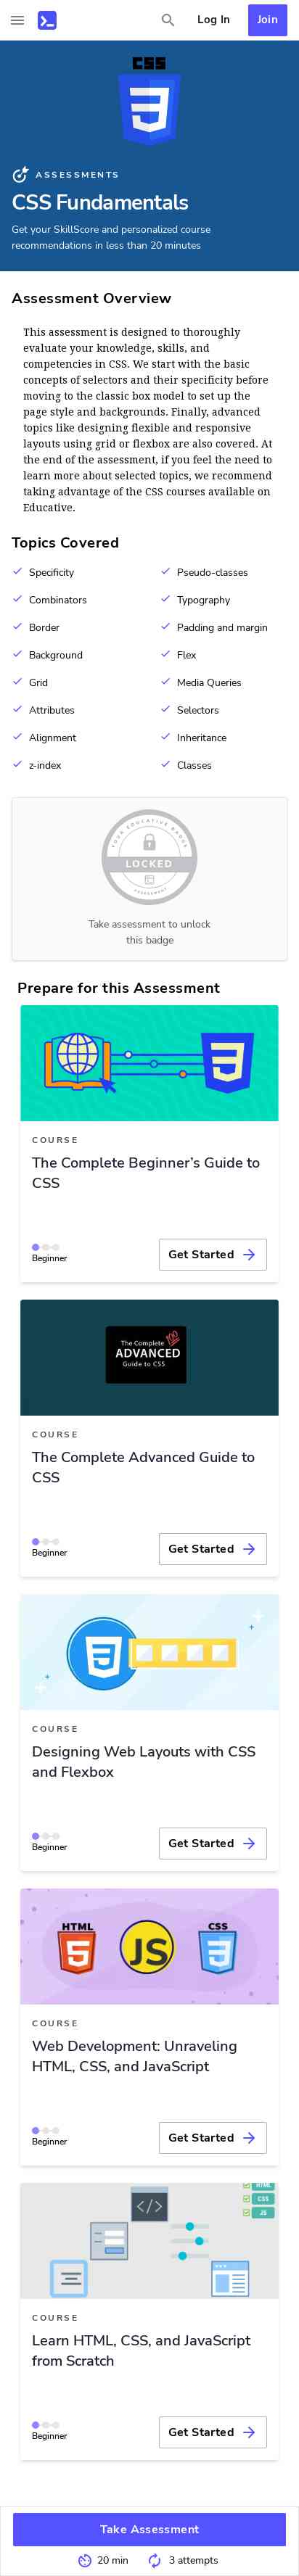 Log In
Join
CSS
ASSESSMENTS
CSS Fundamentals
Get your SkillScore and personalized course
recommendations in less than 20 minutes
Assessment Overview
This assessment is designed to thoroughly
evaluate your knowledge, skills, and
competencies in CSS. We start with the basic
concepts of selectors and their specificity before
moving to the classic box model to set up the
page style and backgrounds. Finally, advanced
topics like designing flexible and responsive
layouts using grid or flexbox are also covered. At
the end of the assessment, if you feel the need to
learn more about selected topics, we recommend
taking advantage of the CSS courses available on
Educative.
Topics Covered
Specificity
Pseudo-classes
Combinators
Typography
Border
Padding and margin
Background
Flex
Grid
Media Queries
Attributes
Selectors
Alignment
Inheritance
z-index
Classes
YOUR EDUCATIVE BADGE
LOCKED
ASSESSMENT
Take assessment to unlock
this badge
Prepare for this Assessment
COURSE
The Complete Beginner’s Guide to
CSS
Beginner
Get Started
The Complete
ADVANCED
Guide to CSS
100
COURSE
The Complete Advanced Guide to
CSS
Beginner
Get Started
COURSE
Designing Web Layouts with CSS
and Flexbox
Beginner
Get Started
HTML
JS
CSS
COURSE
Web Development: Unraveling
HTML, CSS, and JavaScript
Beginner
Get Started
HTML
CSS
JS
COURSE
Learn HTML, CSS, and JavaScript
from Scratch
Beginner
Get Started
Take Assessment
20 min
3 attempts